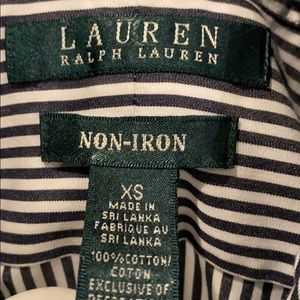 LAUREN
RALPH LAUREN
NON-IRON
XS
MADE IN
SRI LANKA
FABRIQUE AU
SRI LANKA
100% COTTON/
COTON
EXCLUSIVE OF